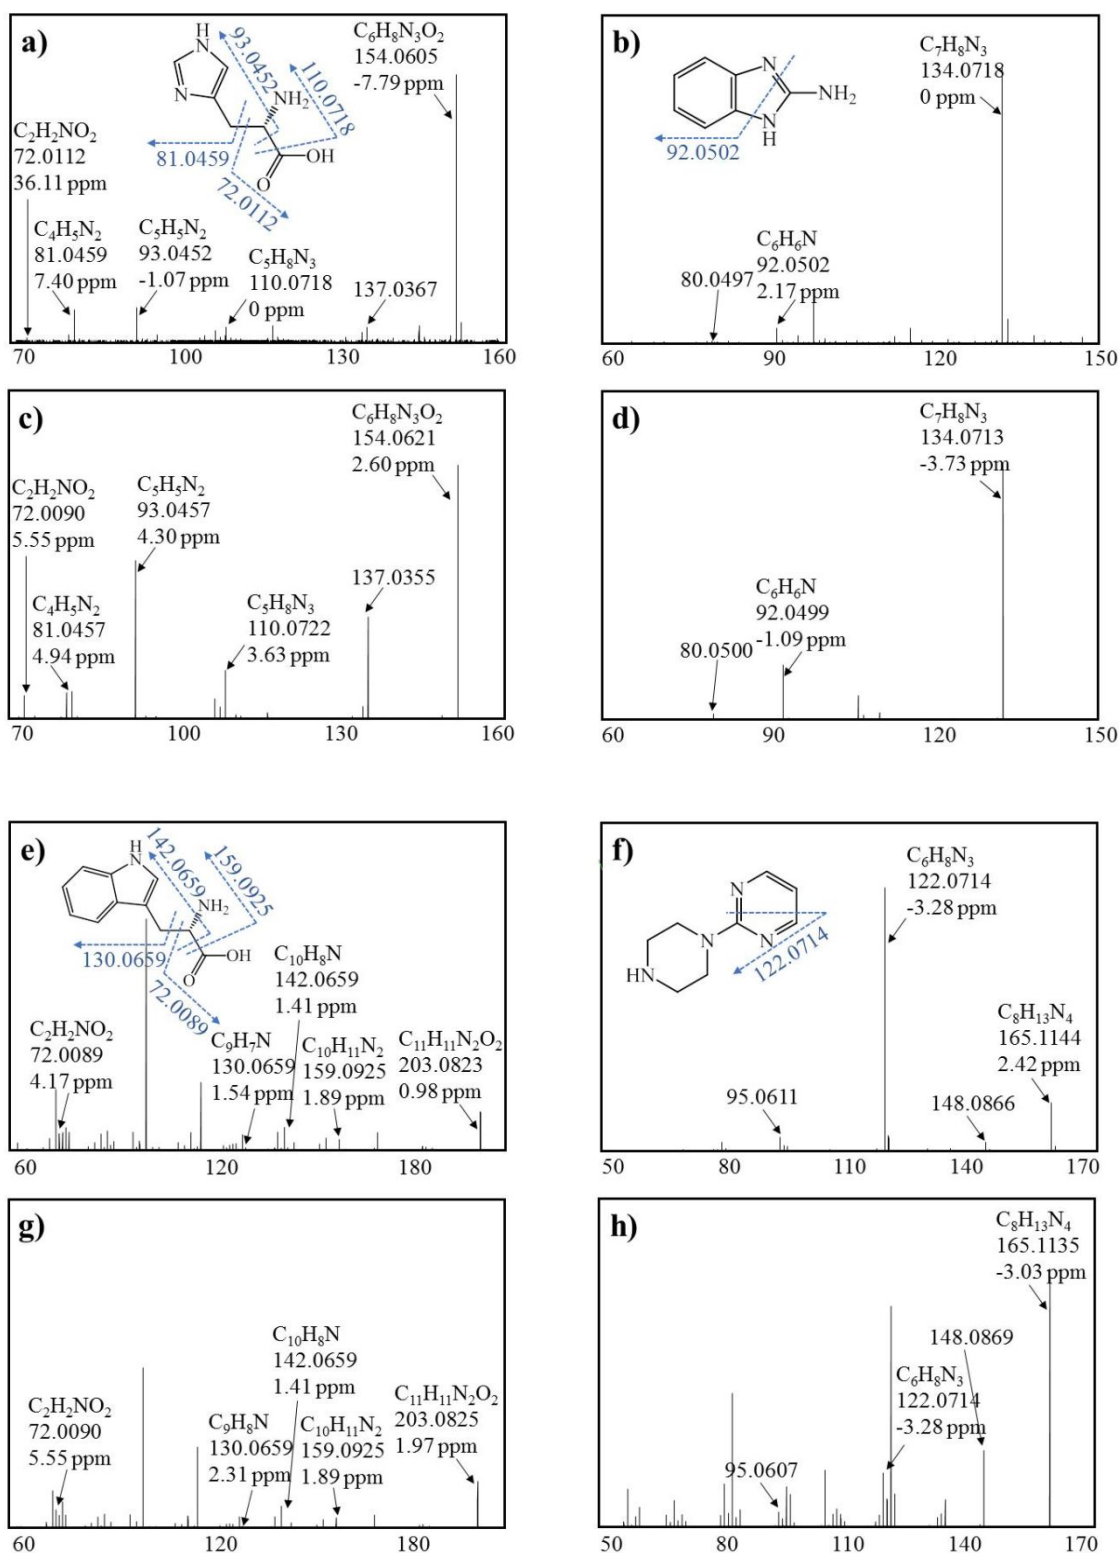 a)
H
N
N
NH2
OH
O
93.0452
110.0718
81.0459
72.0112
C6H8N3O2
154.0605
-7.79 ppm
C2H2NO2
72.0112
36.11 ppm
C4H5N2
81.0459
7.40 ppm
C5H5N2
93.0452
-1.07 ppm
C5H8N3
110.0718
0 ppm
137.0367
70 100 130 160
b)
N
N
H
NH2
92.0502
C7H8N3
134.0718
0 ppm
C6H6N
92.0502
2.17 ppm
80.0497
60 90 120 150
c)
C6H8N3O2
154.0621
2.60 ppm
C2H2NO2
72.0090
5.55 ppm
C5H5N2
93.0457
4.30 ppm
C4H5N2
81.0457
4.94 ppm
C5H8N3
110.0722
3.63 ppm
137.0355
70 100 130 160
d)
C7H8N3
134.0713
-3.73 ppm
C6H6N
92.0499
-1.09 ppm
80.0500
60 90 120 150
e)
H
N
NH2
OH
O
142.0659
159.0925
130.0659
72.0089
C10H8N
142.0659
1.41 ppm
C2H2NO2
72.0089
4.17 ppm
C9H7N
130.0659
1.54 ppm
C10H11N2
159.0925
1.89 ppm
C11H11N2O2
203.0823
0.98 ppm
60 120 180
f)
N
N
N
HN
122.0714
C6H8N3
122.0714
-3.28 ppm
C8H13N4
165.1144
2.42 ppm
95.0611
148.0866
50 80 110 140 170
g)
C10H8N
142.0659
1.41 ppm
C2H2NO2
72.0090
5.55 ppm
C9H8N
130.0659
2.31 ppm
C10H11N2
159.0925
1.89 ppm
C11H11N2O2
203.0825
1.97 ppm
60 120 180
h)
C8H13N4
165.1135
-3.03 ppm
148.0869
C6H8N3
122.0714
-3.28 ppm
95.0607
50 80 110 140 170